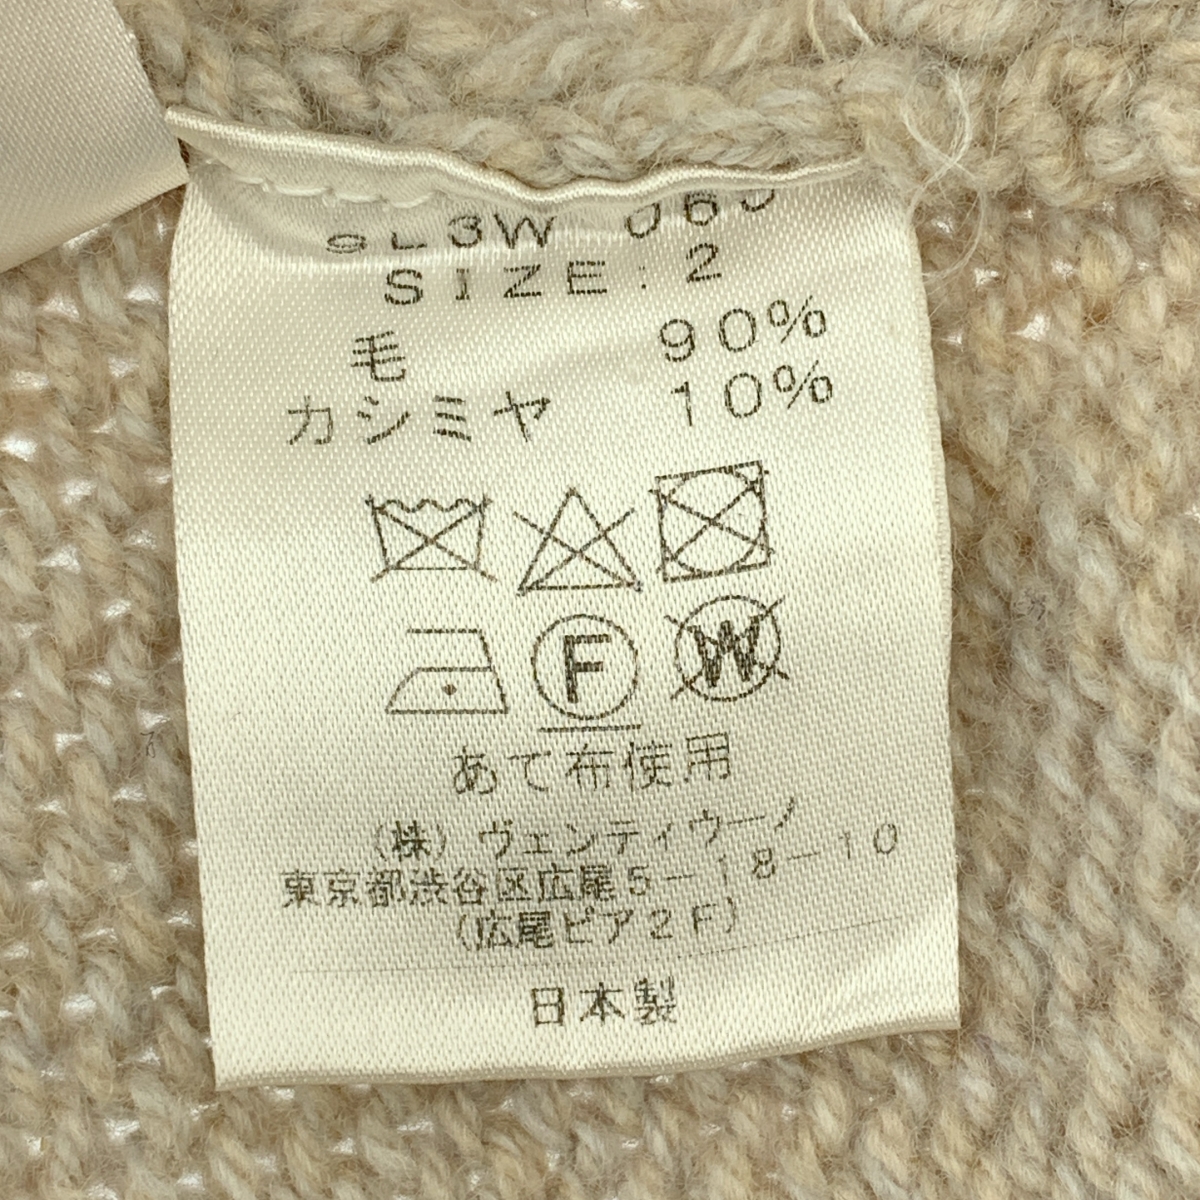 SIZE: 2
毛 90%
カシミヤ 10%
F W
あて布使用
(株) ヴェンティウーノ
東京都渋谷区広尾5-18-10
(広尾ピア2F)
日本製